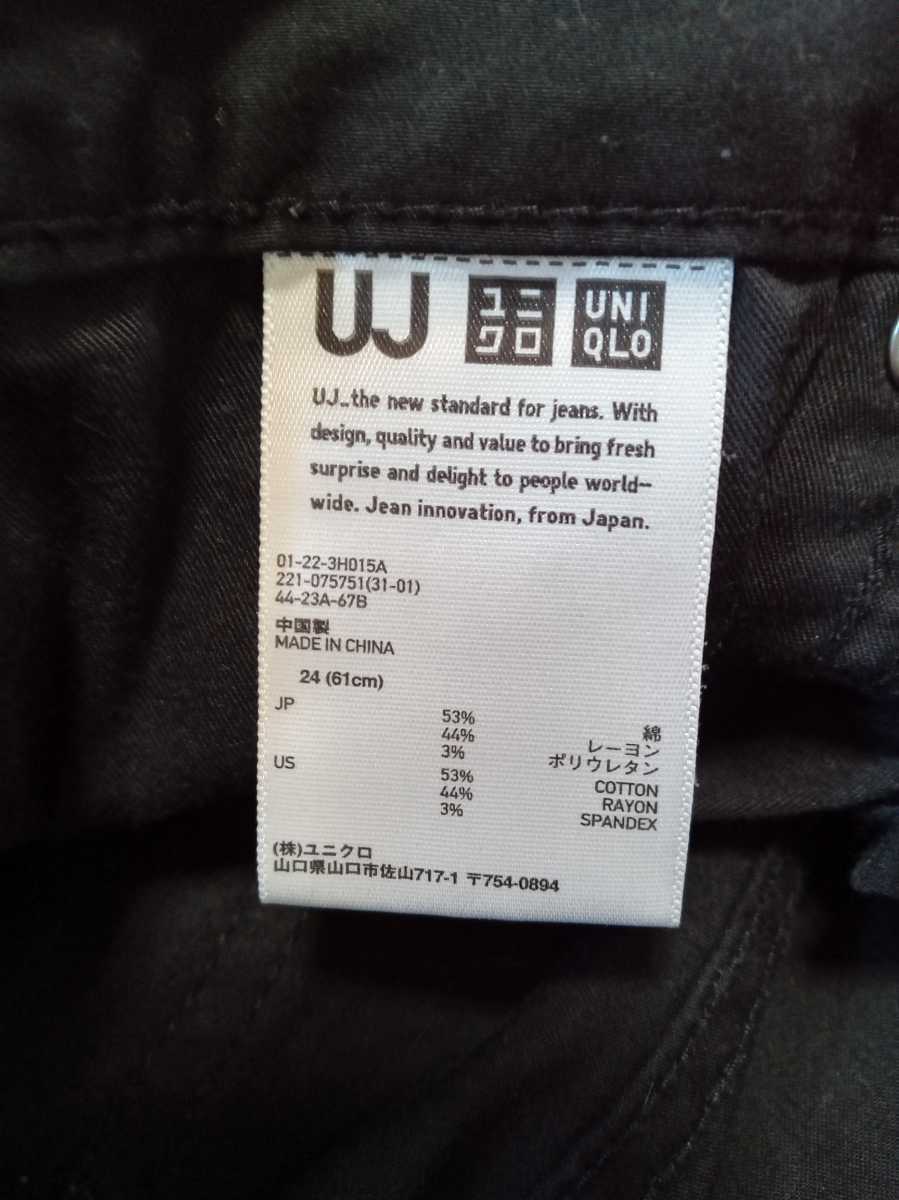 UJ ユニクロ UNIQLO
UJ_the new standard for jeans. With
design, quality and value to bring fresh
surprise and delight to people world-
wide. Jean innovation, from Japan.
01-22-3H015A
221-075751(31-01)
44-23A-67B
中国製
MADE IN CHINA
24 (61cm)
JP
53% 綿
44% レーヨン
3% ポリウレタン
US
53% COTTON
44% RAYON
3% SPANDEX
(株)ユニクロ
山口県山口市佐山717-1 〒754-0894